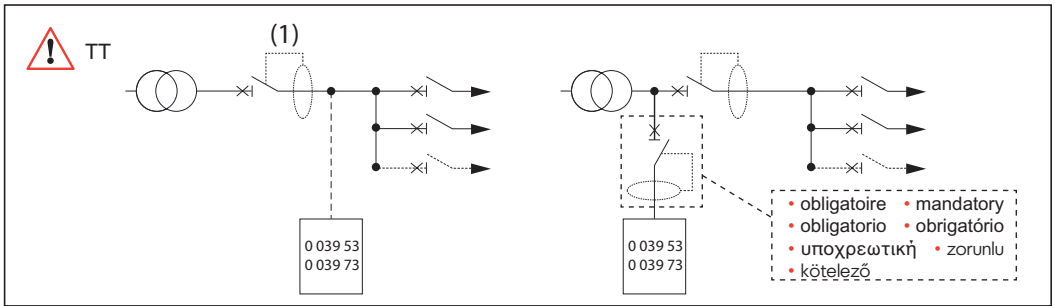 ! TT
(1)
0 039 53
0 039 73
0 039 53
0 039 73
• obligatoire • mandatory
• obligatorio • obrigatório
• υποχρεωτική • zorunlu
• kötelező